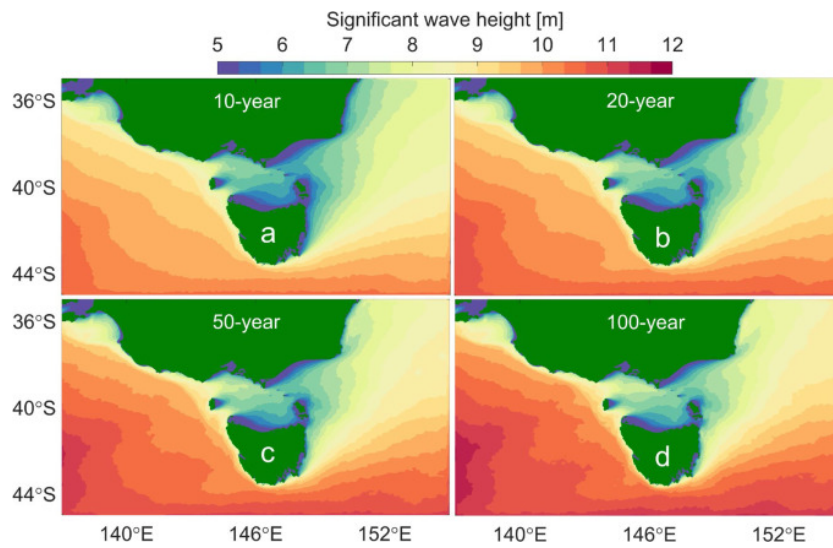 Significant wave height [m]
5 6 7 8 9 10 11 12
36°S 10-year 20-year
40°S
a b
44°S
36°S 50-year 100-year
40°S
c d
44°S
140°E 146°E 152°E 140°E 146°E 152°E